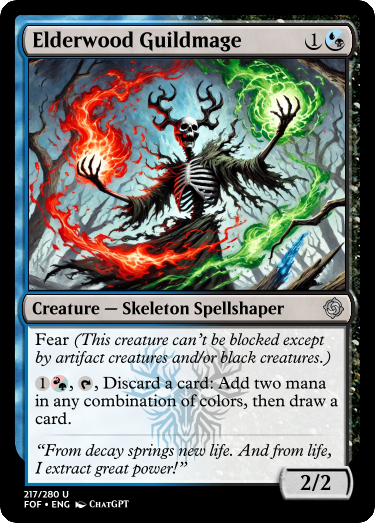 Elderwood Guildmage 1
Creature — Skeleton Spellshaper
Fear (This creature can't be blocked except
by artifact creatures and/or black creatures.)
1 , , Discard a card: Add two mana
in any combination of colors, then draw a
card.
“From decay springs new life. And from life,
I extract great power!”
2/2
217/280 U
FOF • ENG ChatGPT